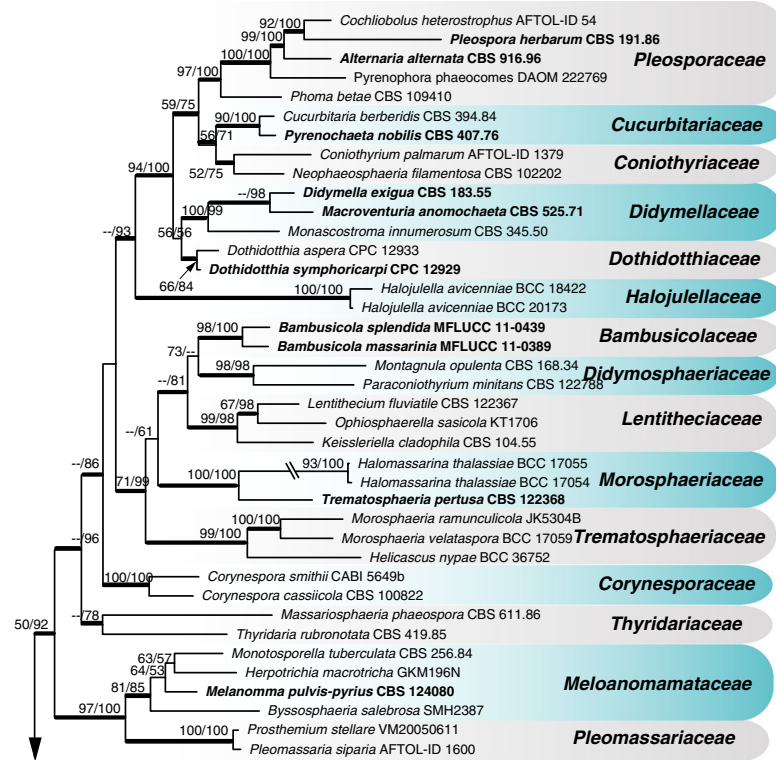 92/100
Cochliobolus heterostrophus AFTOL-ID 54
99/100
Pleospora herbarum CBS 191.86
100/100
Alternaria alternata CBS 916.96
Pleosporaceae
97/100
Pyrenophora phaeocomes DAOM 222769
Phoma betae CBS 109410
59/75
90/100
Cucurbitaria berberidis CBS 394.84
Cucurbitariaceae
56/71
Pyrenochaeta nobilis CBS 407.76
Coniothyrium palmarum AFTOL-ID 1379
Coniothyriaceae
94/100
52/75
Neophaeosphaeria filamentosa CBS 102202
--/98
Didymella exigua CBS 183.55
100/99
Macroventuria anomochaeta CBS 525.71
Didymellaceae
--/93
56/56
Monascostroma innumerosum CBS 345.50
Dothidotthia aspera CPC 12933
Dothidotthiaceae
Dothidotthia symphoricarpi CPC 12929
66/84
100/100
Halojulella avicenniae BCC 18422
Halojulellaceae
Halojulella avicenniae BCC 20173
98/100
Bambusicola splendida MFLUCC 11-0439
Bambusicolaceae
73/--
Bambusicola massarinia MFLUCC 11-0389
98/98
Montagnula opulenta CBS 168.34
Didymosphaeriaceae
--/81
Paraconiothyrium minitans CBS 122788
67/98
Lentithecium fluviatile CBS 122367
99/98
Ophiosphaerella sasicola KT1706
Lentitheciaceae
--/61
Keissleriella cladophila CBS 104.55
--/86
93/100
Halomassarina thalassiae BCC 17055
71/99
100/100
Halomassarina thalassiae BCC 17054
Morosphaeriaceae
Trematosphaeria pertusa CBS 122368
100/100
Morosphaeria ramunculicola JK5304B
--/96
99/100
Morosphaeria velataspora BCC 17059
Trematosphaeriaceae
Helicascus nypae BCC 36752
100/100
Corynespora smithii CABI 5649b
Corynesporaceae
Corynespora cassiicola CBS 100822
--/78
Massariosphaeria phaeospora CBS 611.86
Thyridariaceae
50/92
Thyridaria rubronotata CBS 419.85
63/57
Monotosporella tuberculata CBS 256.84
64/53
Herpotrichia macrotricha GKM196N
Meloanomamataceae
81/85
Melanomma pulvis-pyrius CBS 124080
97/100
Byssosphaeria salebrosa SMH2387
100/100
Prosthemium stellare VM20050611
Pleomassariaceae
Pleomassaria siparia AFTOL-ID 1600